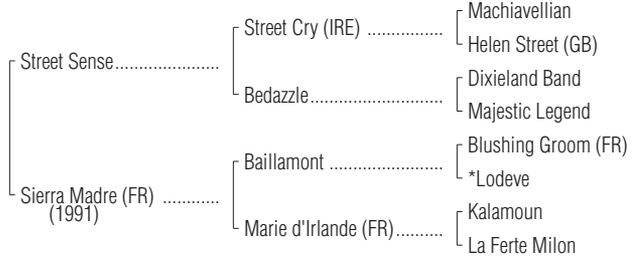 Machiavellian
Street Cry (IRE) ................
Helen Street (GB)
Street Sense......................
Dixieland Band
Bedazzle............................
Majestic Legend
Blushing Groom (FR)
Baillamont ........................
*Lodeve
Sierra Madre (FR) ............
(1991)
Kalamoun
Marie d'Irlande (FR)..........
La Ferte Milon